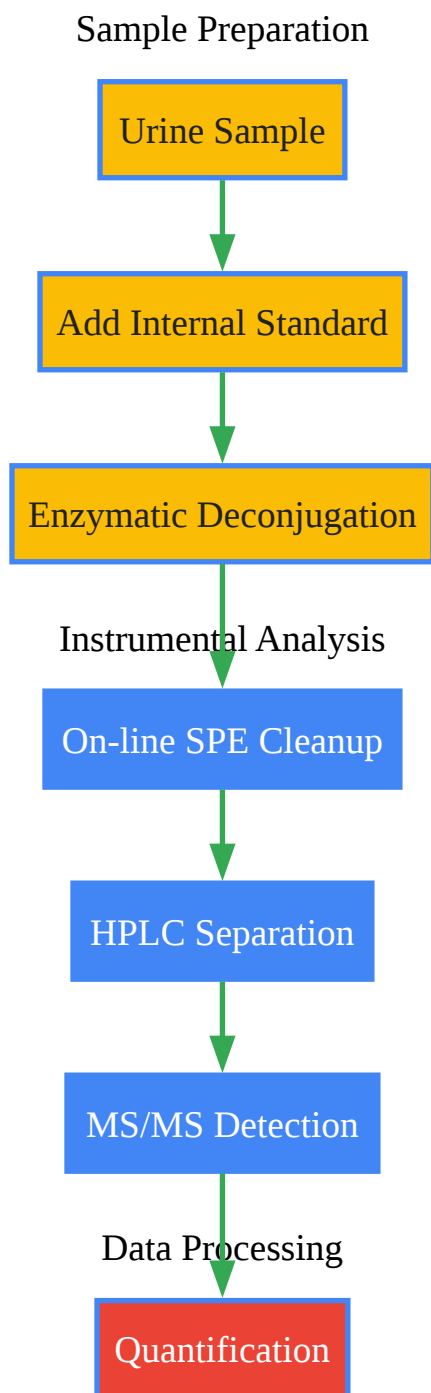 Sample Preparation
Urine Sample
Add Internal Standard
Enzymatic Deconjugation
Instrumental Analysis
On-line SPE Cleanup
HPLC Separation
MS/MS Detection
Data Processing
Quantification